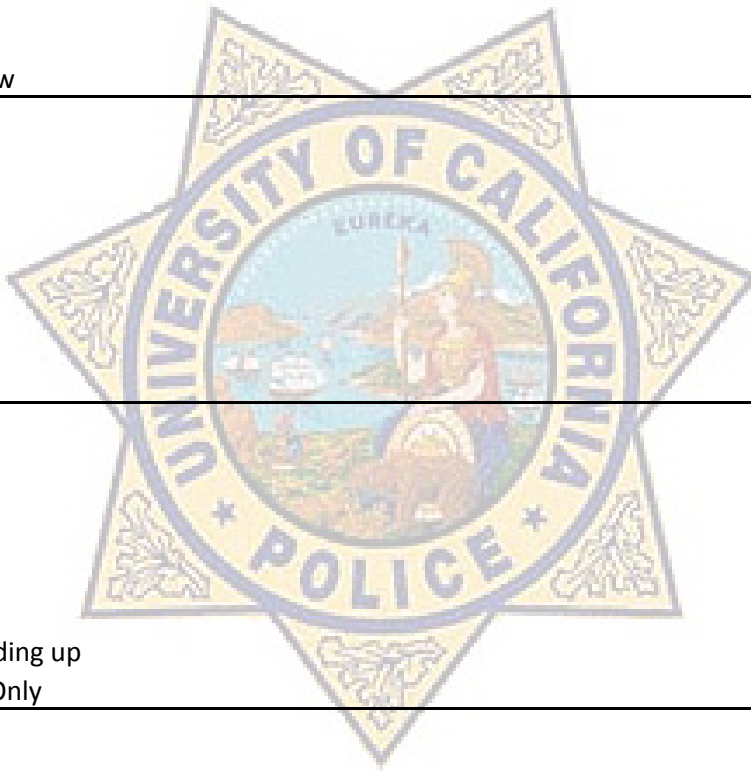 w
UNIVERSITY OF CALIFORNIA
EUREKA
* POLICE *
ding up
Only